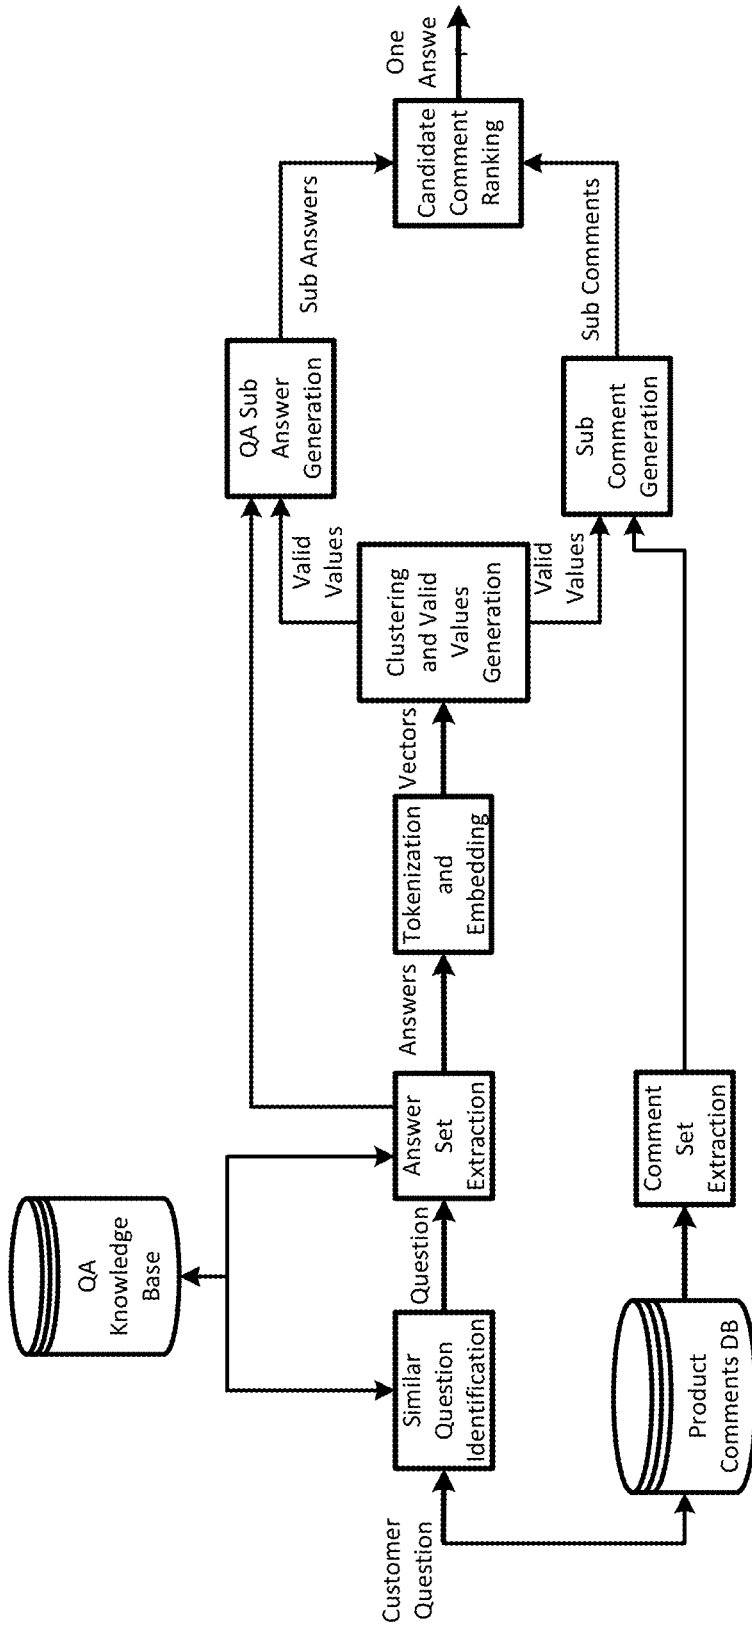 Customer
Question
QA
Knowledge
Base
Similar
Question
Identification
Question
Answer
Set
Extraction
Answers
Tokenization
and
Embedding
Vectors
Clustering
and Valid
Values
Generation
Valid
Values
Valid
Values
QA Sub
Answer
Generation
Sub Answers
Product
Comments DB
Comment
Set
Extraction
Sub
Comment
Generation
Sub Comments
Candidate
Comment
Ranking
One
Answe